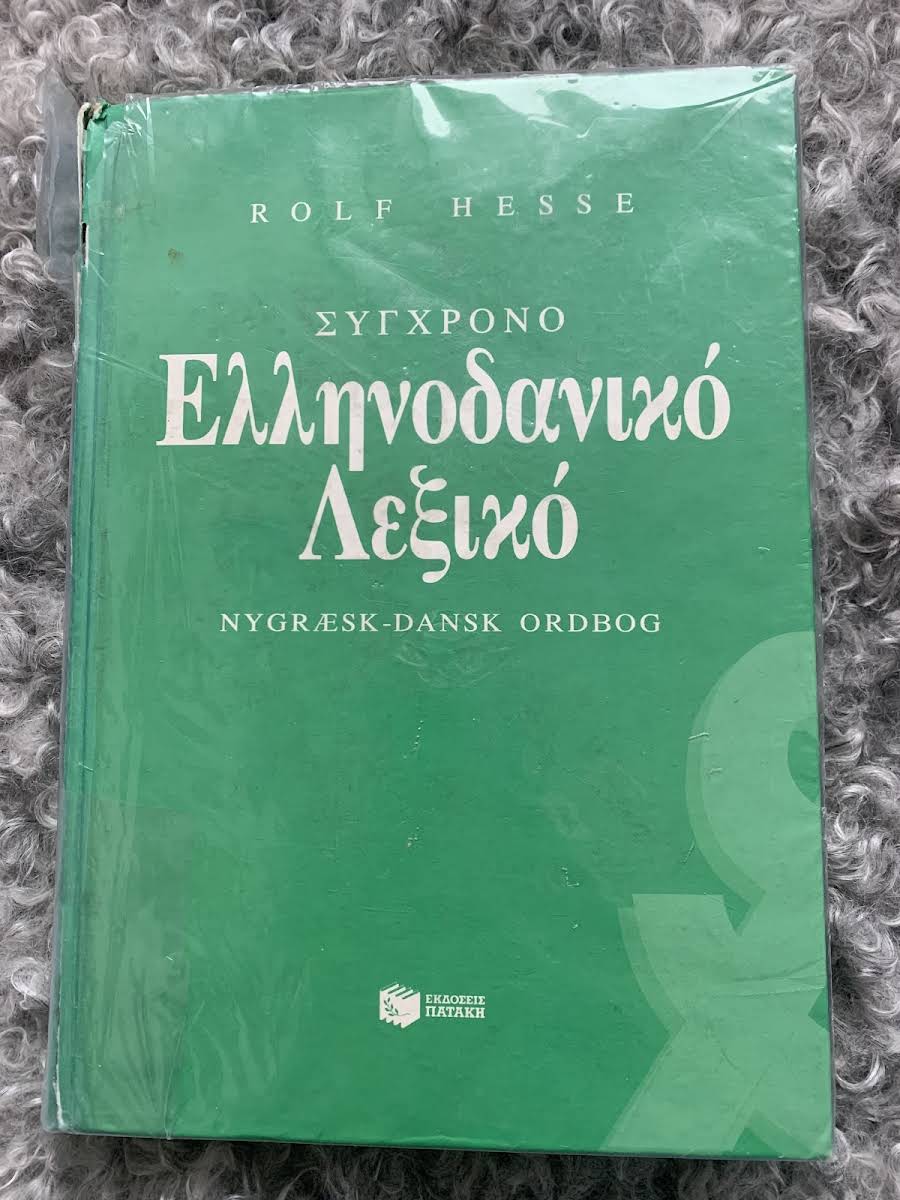 ROLF HESSE
ΣΥΓΧΡΟΝΟ
Ελληνοδανικό
Λεξικό
NYGRÆSK-DANSK ORDBOG
ΕΚΔΟΣΕΙΣ
ΠΑΤΑΚΗ